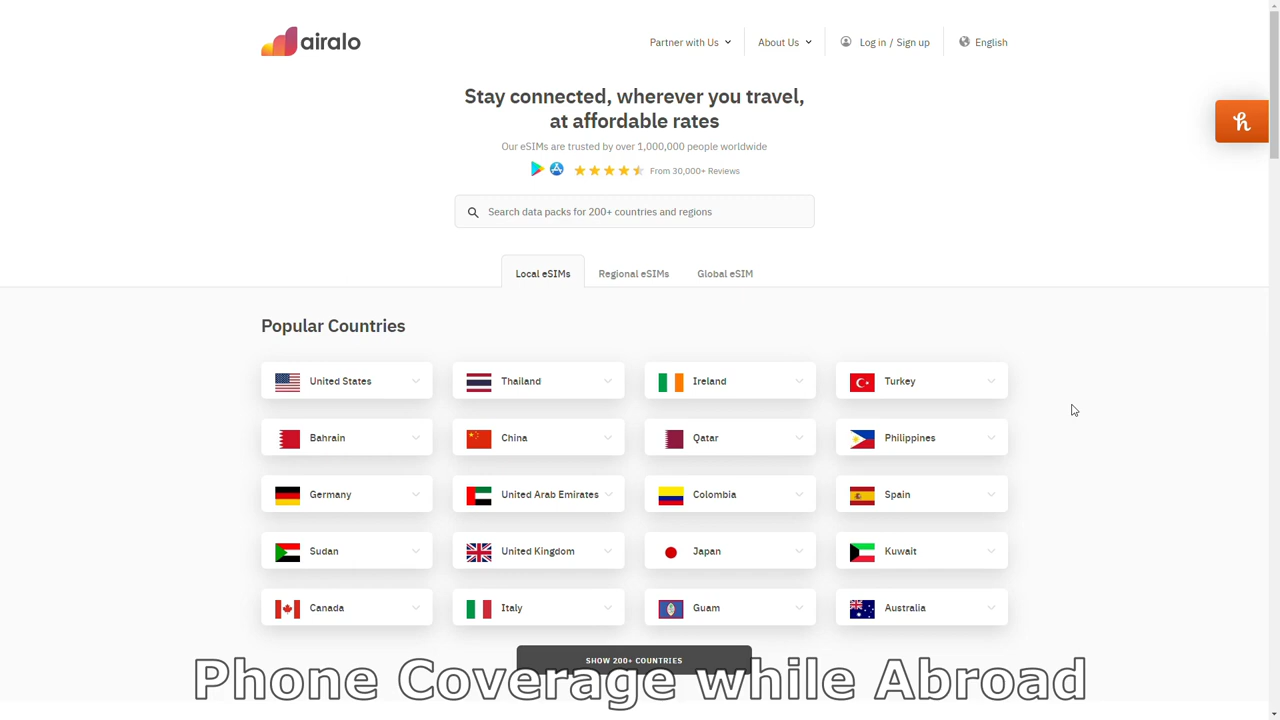 airalo
Partner with Us
About Us
Log in / Sign up
English
Stay connected, wherever you travel,
at affordable rates
Our eSIMs are trusted by over 1,000,000 people worldwide
From 30,000+ Reviews
Search data packs for 200+ countries and regions
Local eSIMs
Regional eSIMs
Global eSIM
Popular Countries
United States
Thailand
Ireland
Turkey
Bahrain
China
Qatar
Philippines
Germany
United Arab Emirates
Colombia
Spain
Sudan
United Kingdom
Japan
Kuwait
Canada
Italy
Guam
Australia
SHOW 200+ COUNTRIES
Phone Coverage while Abroad